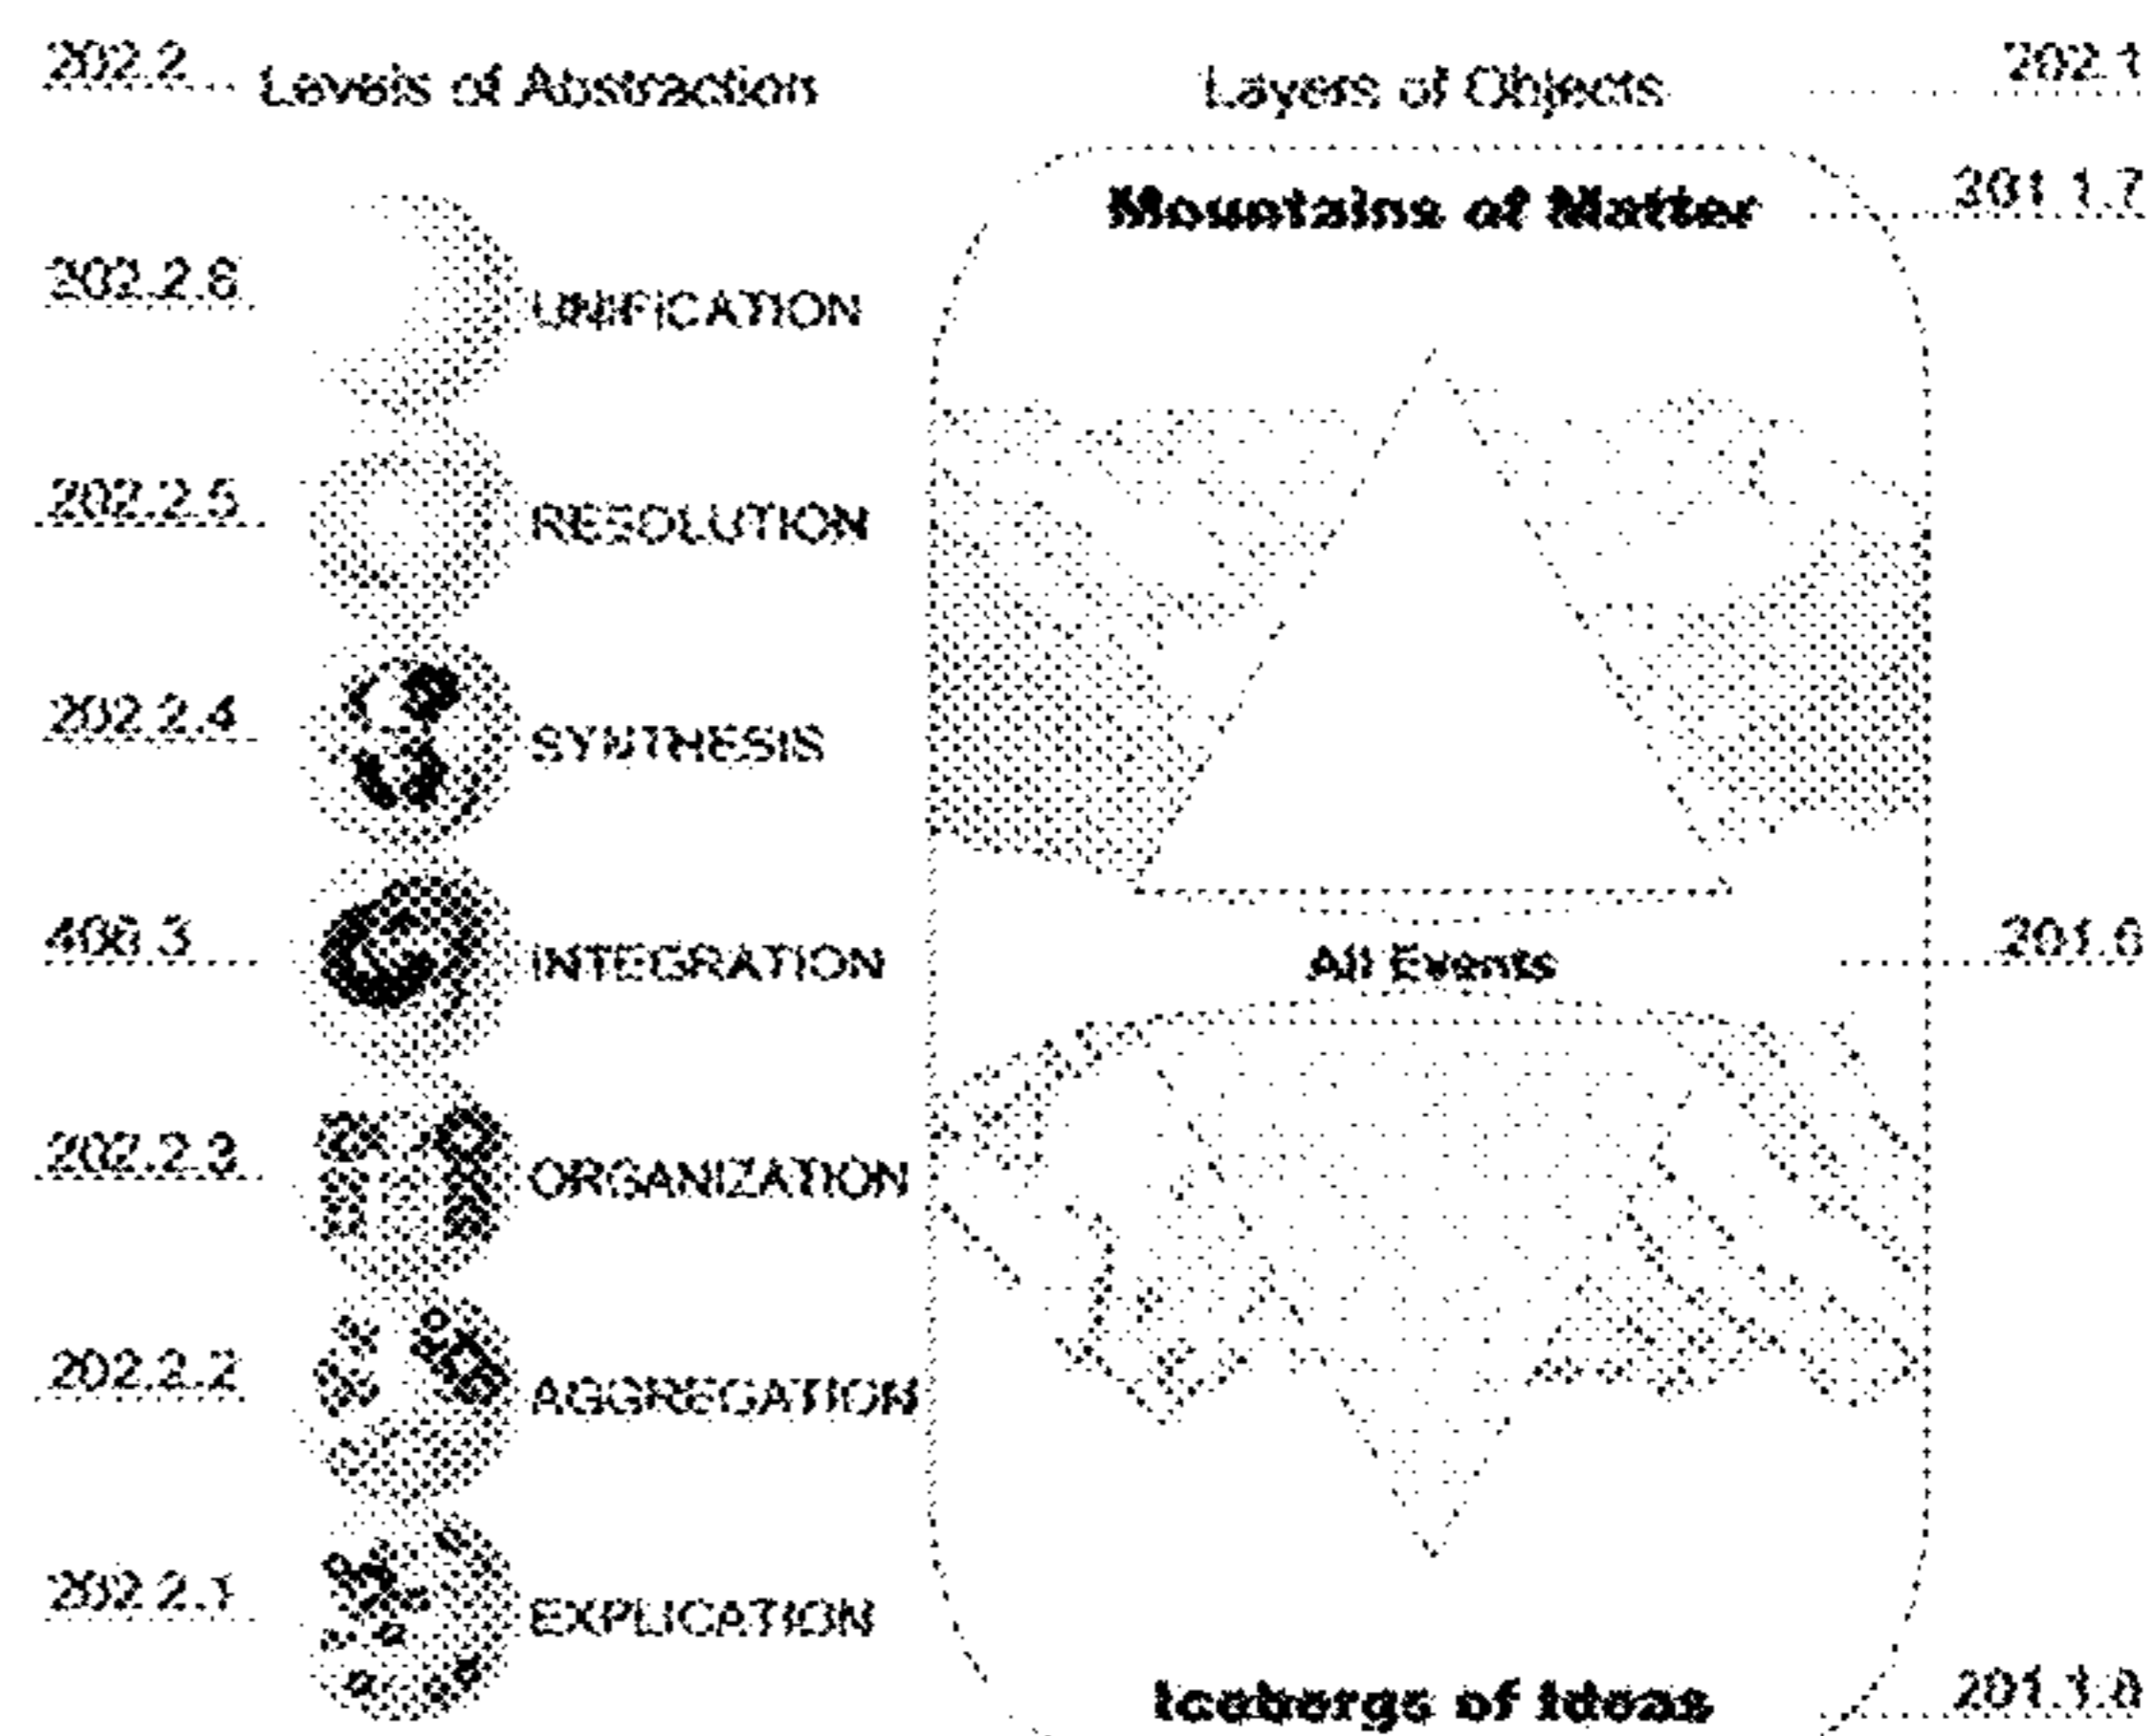 202.2 Levels of Abstraction Layers of Objects 202.1
Mountains of Matter 201.1.7
202.2.6 UNIFICATION
202.2.5 RESOLUTION
202.2.4 SYNTHESIS
INTEGRATION All Events 201.6
202.2.3 ORGANIZATION
202.2.2 AGGREGATION
202.2.1 EXPLICATION
Icebergs of Ideas